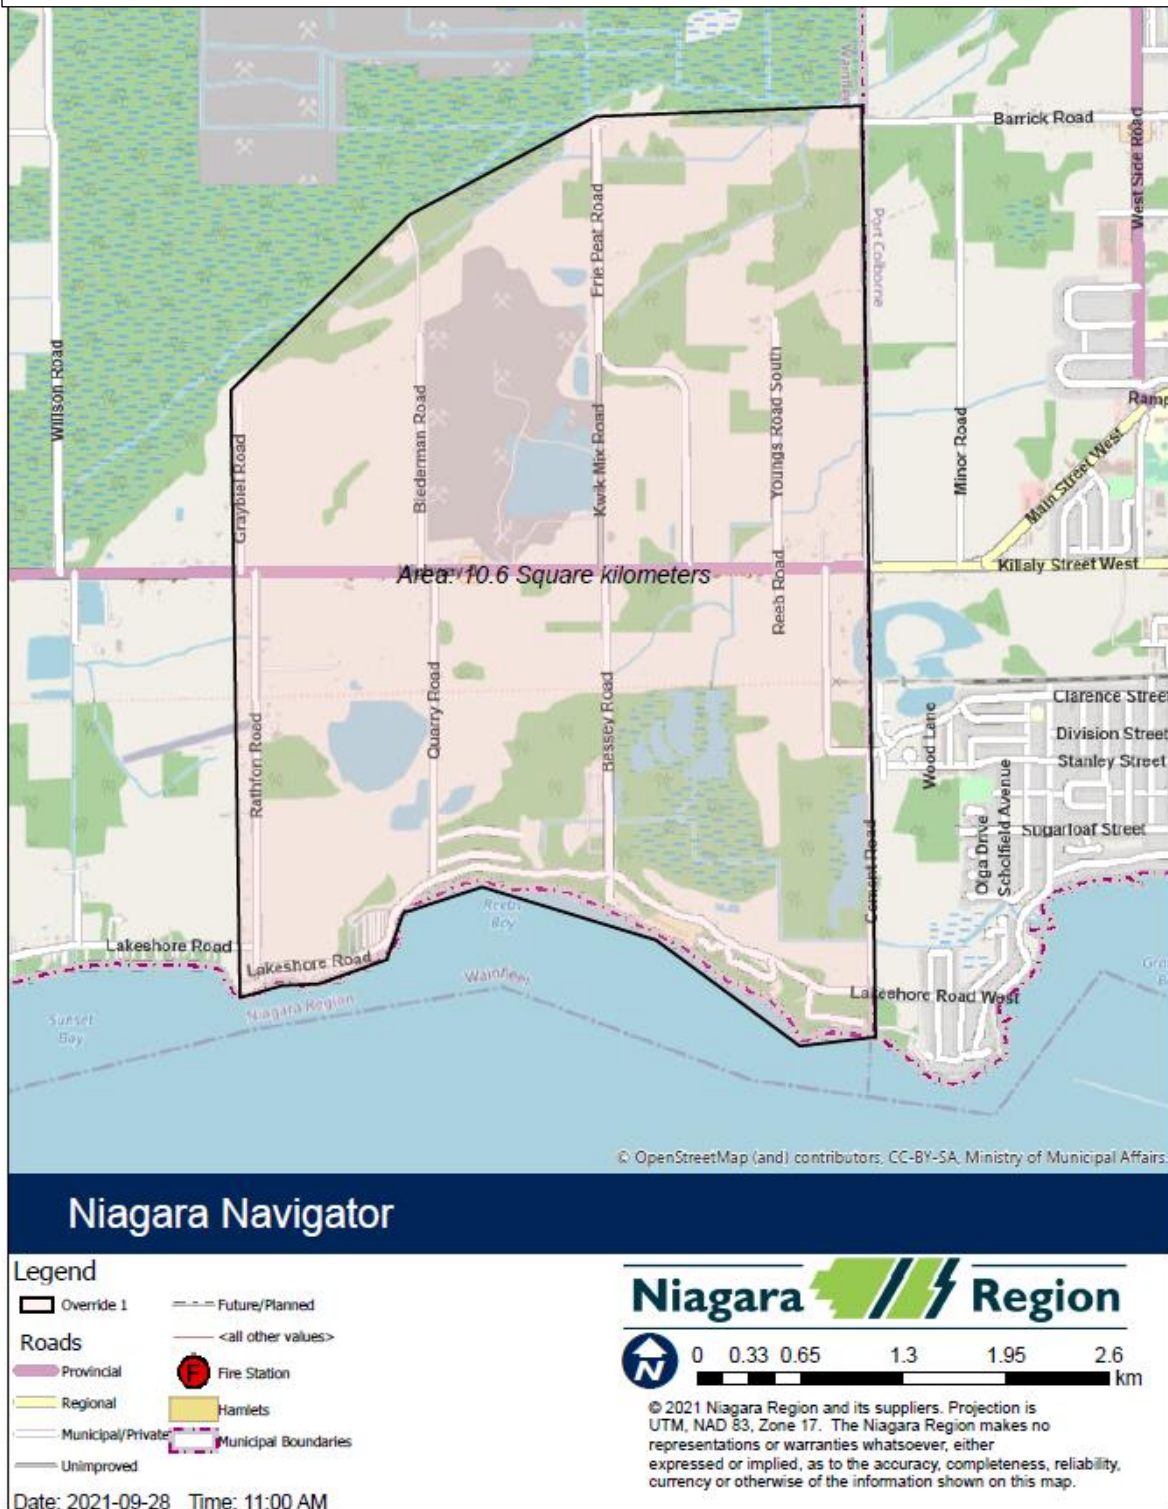 Barrick Road
West Side Road
Wainfleet
Port Colborne
Erie Peat Road
Willson Road
Graybiel Road
Biederman Road
Kwik Mix Road
Youngs Road South
Minor Road
Ramp
Main Street West
Area: 10.6 Square kilometers
Killaly Street West
Reeb Road
Quarry Road
Bessey Road
Rathfon Road
Wood Lane
Clarence Street
Division Street
Stanley Street
Olga Drive
Scholfield Avenue
Sugarloaf Street
Cement Road
Reebs
Bay
Lakeshore Road
Lakeshore Road
Wainfleet
Niagara Region
Lakeshore Road West
Sunset
Bay
© OpenStreetMap (and) contributors, CC-BY-SA, Ministry of Municipal Affairs.
Niagara Navigator
Legend
Override 1
Roads
Provincial
Regional
Municipal/Private
Unimproved
Future/Planned
<all other values>
F Fire Station
Hamlets
Municipal Boundaries
Date: 2021-09-28 Time: 11:00 AM
Niagara Region
N
0 0.33 0.65 1.3 1.95 2.6
km
© 2021 Niagara Region and its suppliers. Projection is
UTM, NAD 83, Zone 17. The Niagara Region makes no
representations or warranties whatsoever, either
expressed or implied, as to the accuracy, completeness, reliability,
currency or otherwise of the information shown on this map.